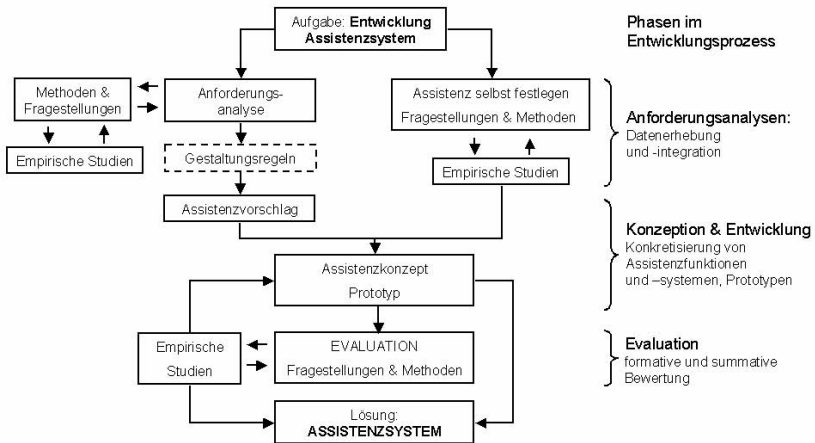 Aufgabe: Entwicklung
Assistenzsystem
Phasen im
Entwicklungsprozess
Methoden &
Fragestellungen
Anforderungs-
analyse
Assistenz selbst festlegen
Fragestellungen & Methoden
Anforderungsanalysen:
Datenerhebung
und -integration
Empirische Studien
Gestaltungsregeln
Empirische Studien
Assistenzvorschlag
Konzeption & Entwicklung
Konkretisierung von
Assistenzfunktionen
und –systemen, Prototypen
Assistenzkonzept
Prototyp
Empirische
Studien
EVALUATION
Fragestellungen & Methoden
Evaluation
formative und summative
Bewertung
Lösung:
ASSISTENZSYSTEM